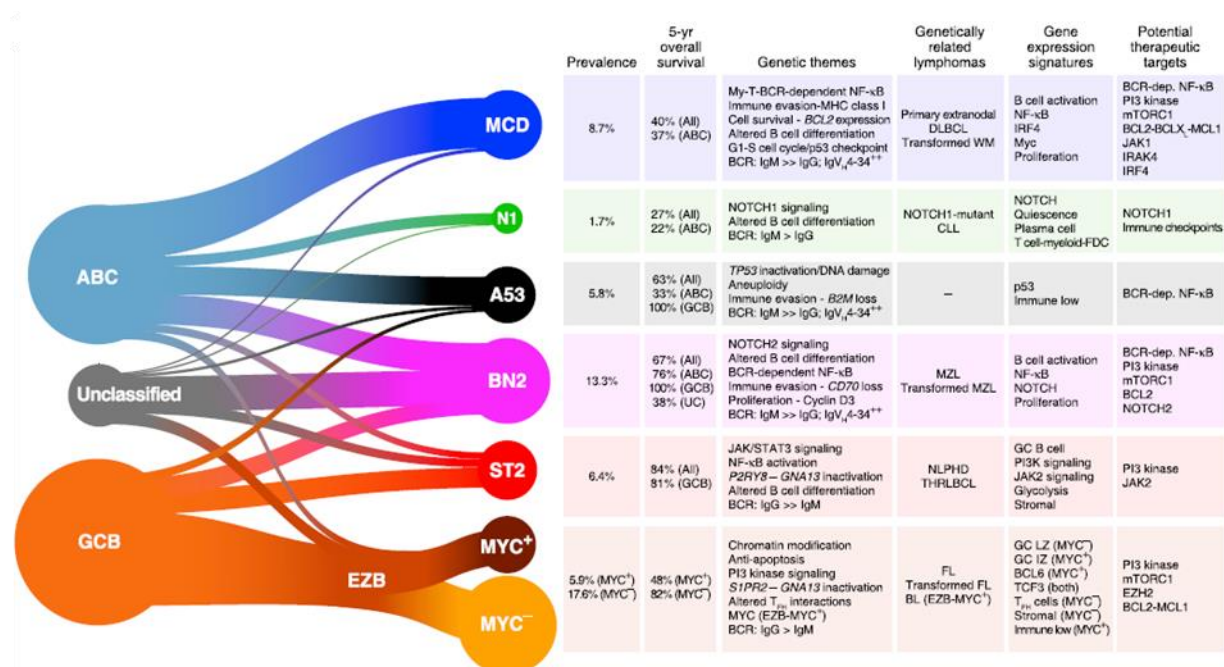 ABC
Unclassified
GCB
EZB
MCD
N1
A53
BN2
ST2
MYC⁺
MYC⁻
Prevalence
5-yr
overall
survival
Genetic themes
Genetically
related
lymphomas
Gene
expression
signatures
Potential
therapeutic
targets
8.7%
40% (All)
37% (ABC)
My-T-BCR-dependent NF-κB
Immune evasion-MHC class I
Cell survival - BCL2 expression
Altered B cell differentiation
G1-S cell cycle/p53 checkpoint
BCR: IgM >> IgG; IgV_H4-34⁺⁺
Primary extranodal
DLBCL
Transformed WM
B cell activation
NF-κB
IRF4
Myc
Proliferation
BCR-dep. NF-κB
PI3 kinase
mTORC1
BCL2-BCLX_L-MCL1
JAK1
IRAK4
IRF4
1.7%
27% (All)
22% (ABC)
NOTCH1 signaling
Altered B cell differentiation
BCR: IgM > IgG
NOTCH1-mutant
CLL
NOTCH
Quiescence
Plasma cell
T cell-myeloid-FDC
NOTCH1
Immune checkpoints
5.8%
63% (All)
33% (ABC)
100% (GCB)
TP53 inactivation/DNA damage
Aneuploidy
Immune evasion - B2M loss
BCR: IgM >> IgG; IgV_H4-34⁺⁺
–
p53
Immune low
BCR-dep. NF-κB
13.3%
67% (All)
76% (ABC)
100% (GCB)
38% (UC)
NOTCH2 signaling
Altered B cell differentiation
BCR-dependent NF-κB
Immune evasion - CD70 loss
Proliferation - Cyclin D3
BCR: IgM >> IgG; IgV_H4-34⁺⁺
MZL
Transformed MZL
B cell activation
NF-κB
NOTCH
Proliferation
BCR-dep. NF-κB
PI3 kinase
mTORC1
BCL2
NOTCH2
6.4%
84% (All)
81% (GCB)
JAK/STAT3 signaling
NF-κB activation
P2RY8–GNA13 inactivation
Altered B cell differentiation
BCR: IgG >> IgM
NLPHD
THRLBCL
GC B cell
PI3K signaling
JAK2 signaling
Glycolysis
Stromal
PI3 kinase
JAK2
5.9% (MYC⁺)
17.6% (MYC⁻)
48% (MYC⁺)
82% (MYC⁻)
Chromatin modification
Anti-apoptosis
PI3 kinase signaling
S1PR2–GNA13 inactivation
Altered T_FH interactions
MYC (EZB-MYC⁺)
BCR: IgG > IgM
FL
Transformed FL
BL (EZB-MYC⁺)
GC LZ (MYC⁻)
GC IZ (MYC⁺)
BCL6 (MYC⁺)
TCF3 (both)
T_FH cells (MYC⁻)
Stromal (MYC⁻)
Immune low (MYC⁺)
PI3 kinase
mTORC1
EZH2
BCL2-MCL1